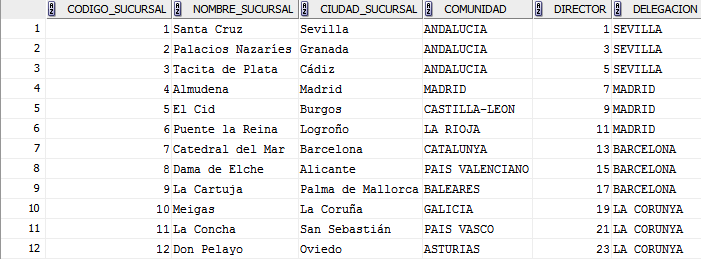 CODIGO_SUCURSAL NOMBRE_SUCURSAL CIUDAD_SUCURSAL COMUNIDAD DIRECTOR DELEGACION
1 1 Santa Cruz Sevilla ANDALUCIA 1 SEVILLA
2 2 Palacios Nazaríes Granada ANDALUCIA 3 SEVILLA
3 3 Tacita de Plata Cádiz ANDALUCIA 5 SEVILLA
4 4 Almudena Madrid MADRID 7 MADRID
5 5 El Cid Burgos CASTILLA-LEON 9 MADRID
6 6 Puente la Reina Logroño LA RIOJA 11 MADRID
7 7 Catedral del Mar Barcelona CATALUNYA 13 BARCELONA
8 8 Dama de Elche Alicante PAIS VALENCIANO 15 BARCELONA
9 9 La Cartuja Palma de Mallorca BALEARES 17 BARCELONA
10 10 Meigas La Coruña GALICIA 19 LA CORUNYA
11 11 La Concha San Sebastián PAIS VASCO 21 LA CORUNYA
12 12 Don Pelayo Oviedo ASTURIAS 23 LA CORUNYA